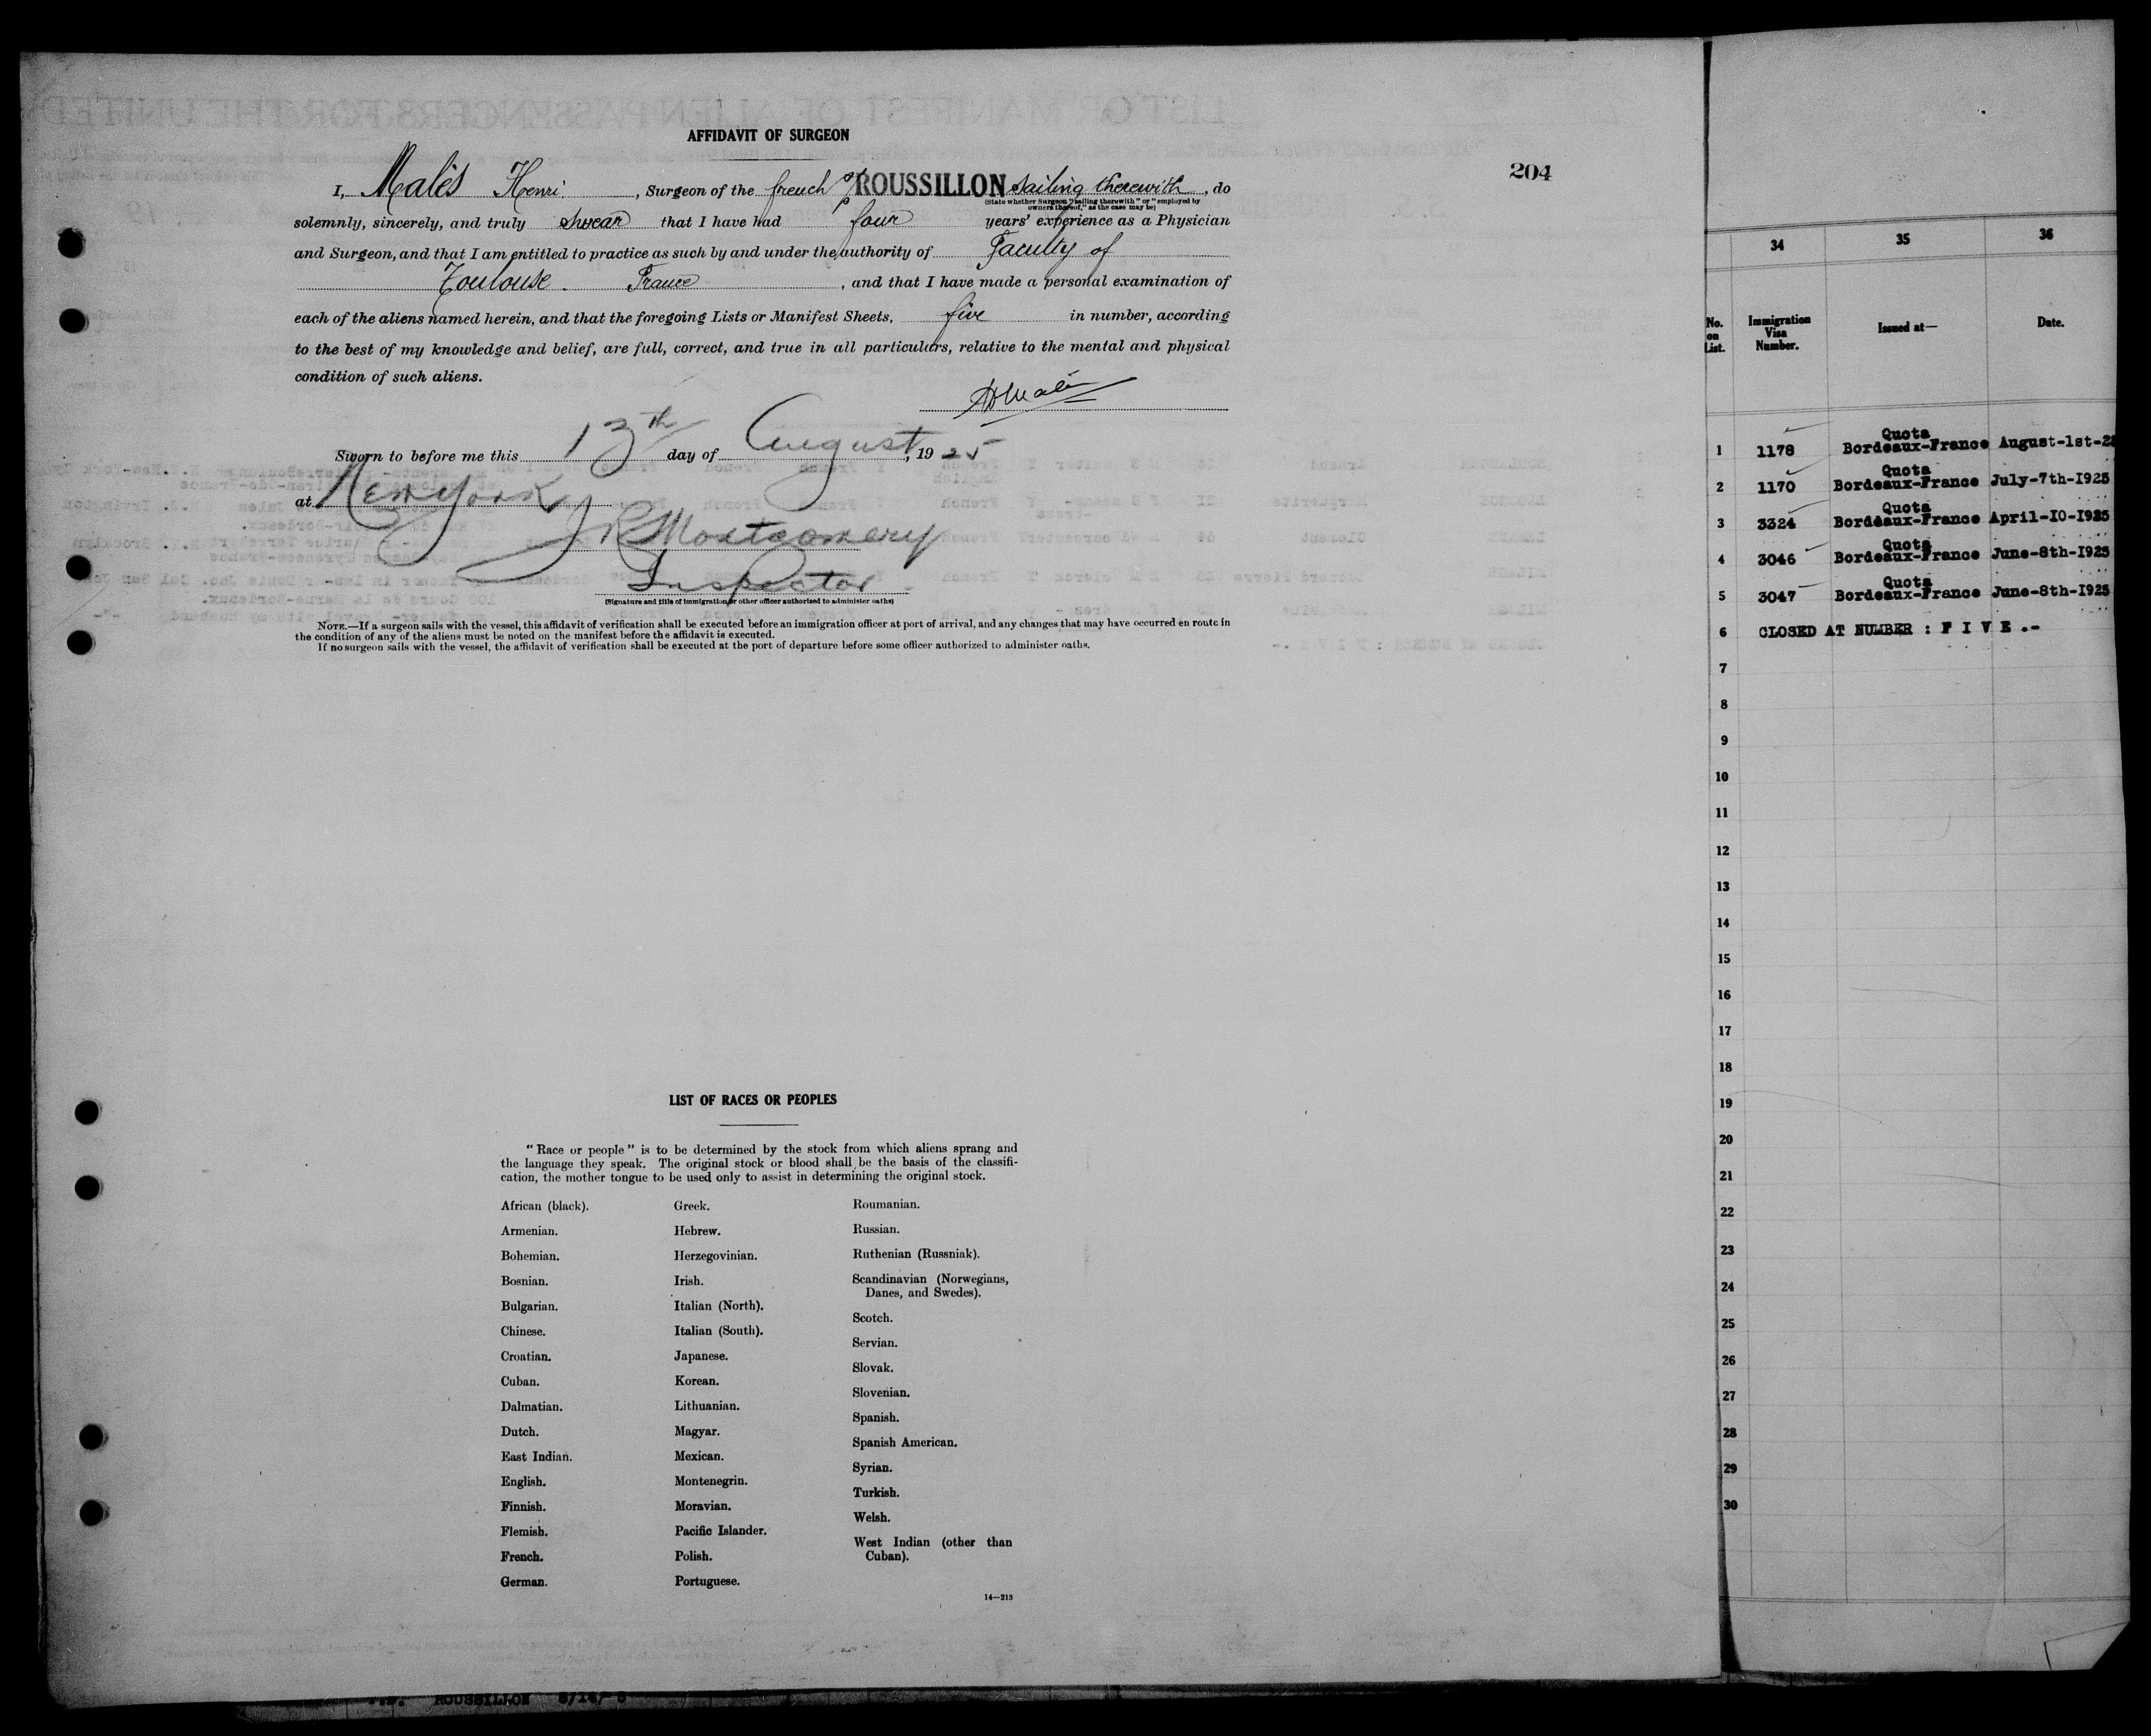 AFFIDAVIT OF SURGEON
204
I, Malès Henri, Surgeon of the french s/s ROUSSILLON sailing therewith, do
(State whether Surgeon "sailing therewith" or "employed by
owners thereof," as the case may be)
solemnly, sincerely, and truly swear that I have had four years' experience as a Physician
and Surgeon, and that I am entitled to practice as such by and under the authority of Faculty of
Toulouse. France, and that I have made a personal examination of
each of the aliens named herein, and that the foregoing Lists or Manifest Sheets, five in number, according
to the best of my knowledge and belief, are full, correct, and true in all particulars, relative to the mental and physical
condition of such aliens.
Sworn to before me this 13th day of August, 1925
at New York
J R Montgomery
Inspector
(Signature and title of immigration or other officer authorized to administer oaths)
NOTE.—If a surgeon sails with the vessel, this affidavit of verification shall be executed before an immigration officer at port of arrival, and any changes that may have occurred en route in
the condition of any of the aliens must be noted on the manifest before the affidavit is executed.
If no surgeon sails with the vessel, the affidavit of verification shall be executed at the port of departure before some officer authorized to administer oaths.
LIST OF RACES OR PEOPLES
"Race or people" is to be determined by the stock from which aliens sprang and
the language they speak. The original stock or blood shall be the basis of the classifi-
cation, the mother tongue to be used only to assist in determining the original stock.
African (black).
Armenian.
Bohemian.
Bosnian.
Bulgarian.
Chinese.
Croatian.
Cuban.
Dalmatian.
Dutch.
East Indian.
English.
Finnish.
Flemish.
French.
German.
Greek.
Hebrew.
Herzegovinian.
Irish.
Italian (North).
Italian (South).
Japanese.
Korean.
Lithuanian.
Magyar.
Mexican.
Montenegrin.
Moravian.
Pacific Islander.
Polish.
Portuguese.
Roumanian.
Russian.
Ruthenian (Russniak).
Scandinavian (Norwegians,
Danes, and Swedes).
Scotch.
Servian.
Slovak.
Slovenian.
Spanish.
Spanish American.
Syrian.
Turkish.
Welsh.
West Indian (other than
Cuban).
14—213
ROUSSILLON
34 35 36
No. on List. Immigration Visa Number. Issued at— Date.
1 1178 Quota Bordeaux-France August-1st-2
2 1170 Quota Bordeaux-France July-7th-I925
3 3324 Quota Bordeaux-France April-IO-I925
4 3046 Quota Bordeaux-France June-8th-I925
5 3047 Quota Bordeaux-France June-8th-I925
6 CLOSED AT NUMBER : F I V E .-
7
8
9
10
11
12
13
14
15
16
17
18
19
20
21
22
23
24
25
26
27
28
29
30